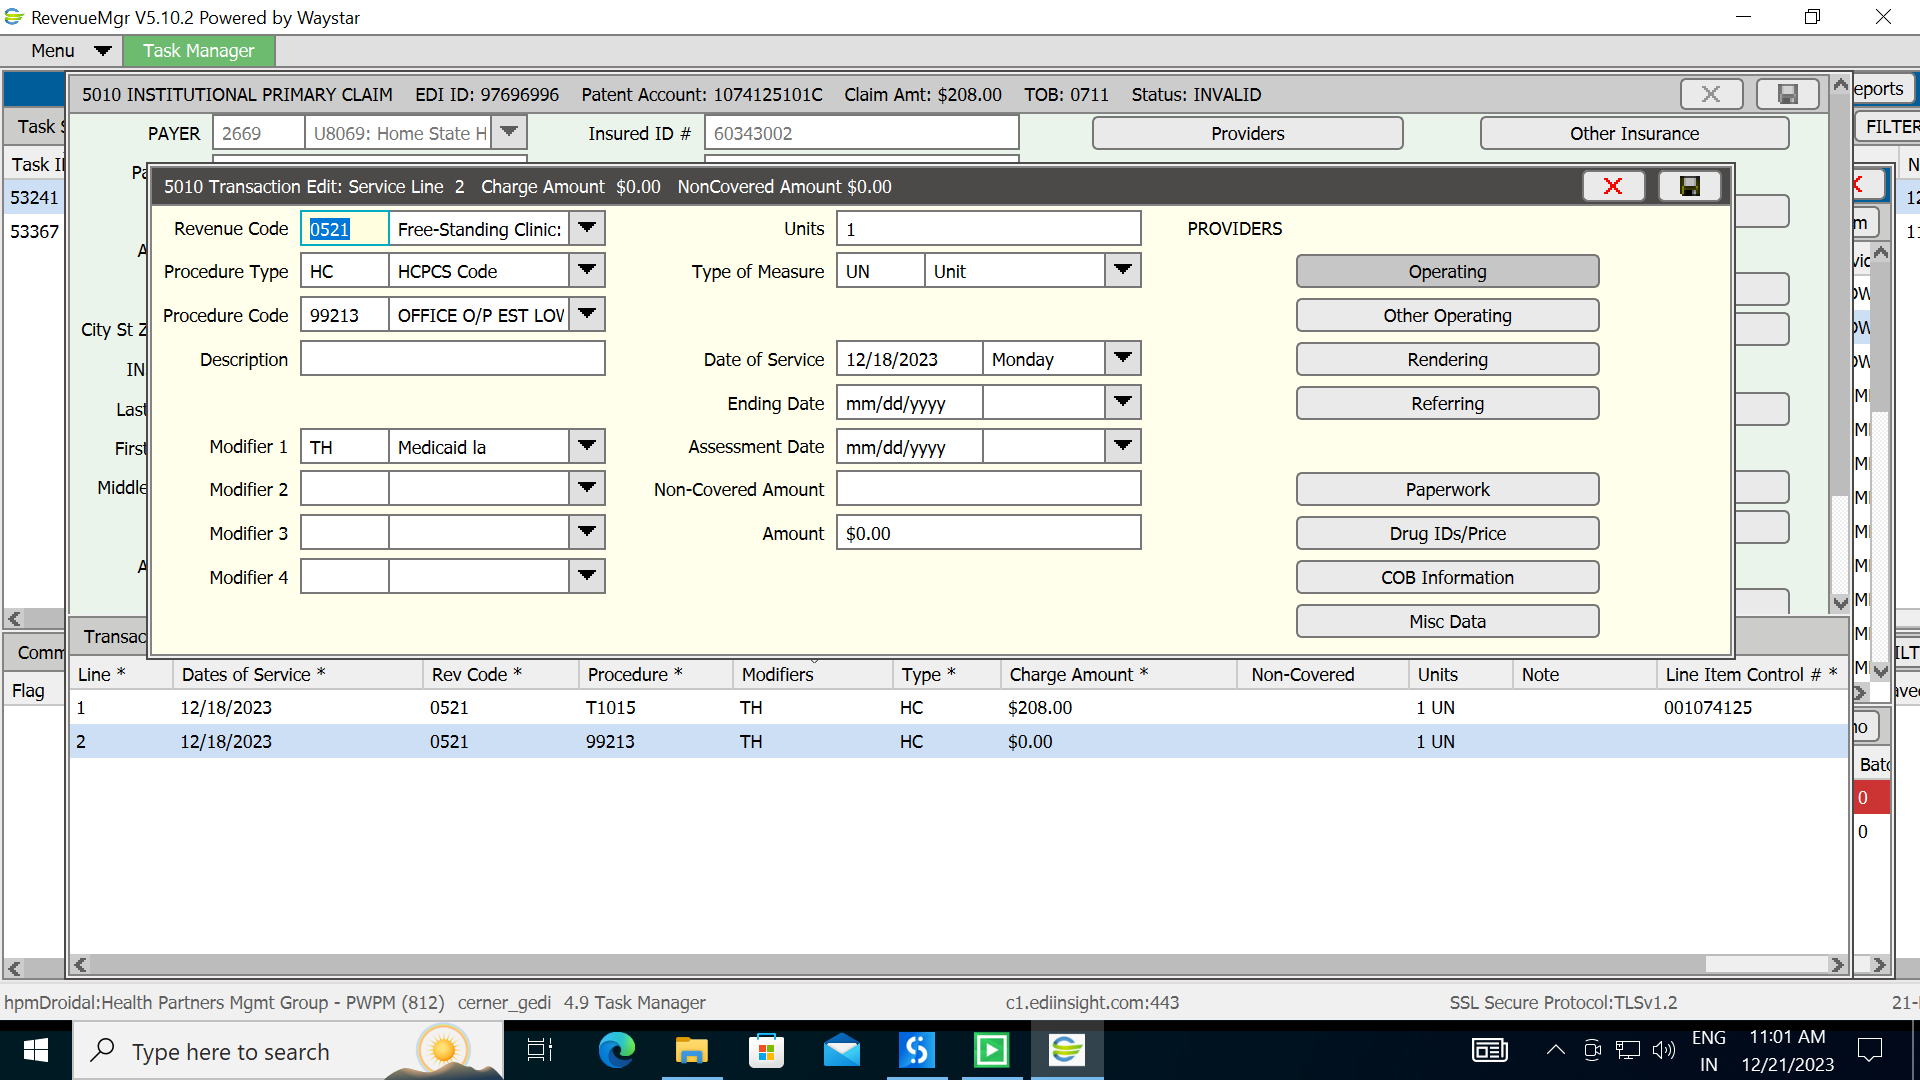 RevenueMgr V5.10.2 Powered by Waystar
Menu Task Manager
5010 INSTITUTIONAL PRIMARY CLAIM EDI ID: 97696996 Patent Account: 1074125101C Claim Amt: $208.00 TOB: 0711 Status: INVALID
eports
Task S
PAYER 2669 U8069: Home State H Insured ID # 60343002 Providers Other Insurance
FILTER
Task ID
53241
53367
5010 Transaction Edit: Service Line 2 Charge Amount $0.00 NonCovered Amount $0.00
Revenue Code 0521 Free-Standing Clinic: Units 1 PROVIDERS
Procedure Type HC HCPCS Code Type of Measure UN Unit Operating
Procedure Code 99213 OFFICE O/P EST LOW Other Operating
City St Z
Description Date of Service 12/18/2023 Monday Rendering
IN
Ending Date mm/dd/yyyy Referring
Last
First
Modifier 1 TH Medicaid la Assessment Date mm/dd/yyyy
Middle
Modifier 2 Non-Covered Amount Paperwork
Modifier 3 Amount $0.00 Drug IDs/Price
Modifier 4 COB Information
Misc Data
Transac
Comm
Flag
Line * Dates of Service * Rev Code * Procedure * Modifiers Type * Charge Amount * Non-Covered Units Note Line Item Control # *
1 12/18/2023 0521 T1015 TH HC $208.00 1 UN 001074125
2 12/18/2023 0521 99213 TH HC $0.00 1 UN
Batc
0
0
hpmDroidal:Health Partners Mgmt Group - PWPM (812) cerner_gedi 4.9 Task Manager c1.ediinsight.com:443 SSL Secure Protocol:TLSv1.2 21-
Type here to search
ENG
IN
11:01 AM
12/21/2023